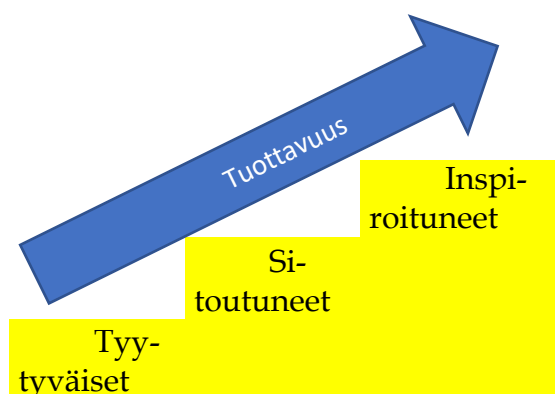 Tuottavuus
Inspi-
roituneet
Si-
toutuneet
Tyy-
tyväiset